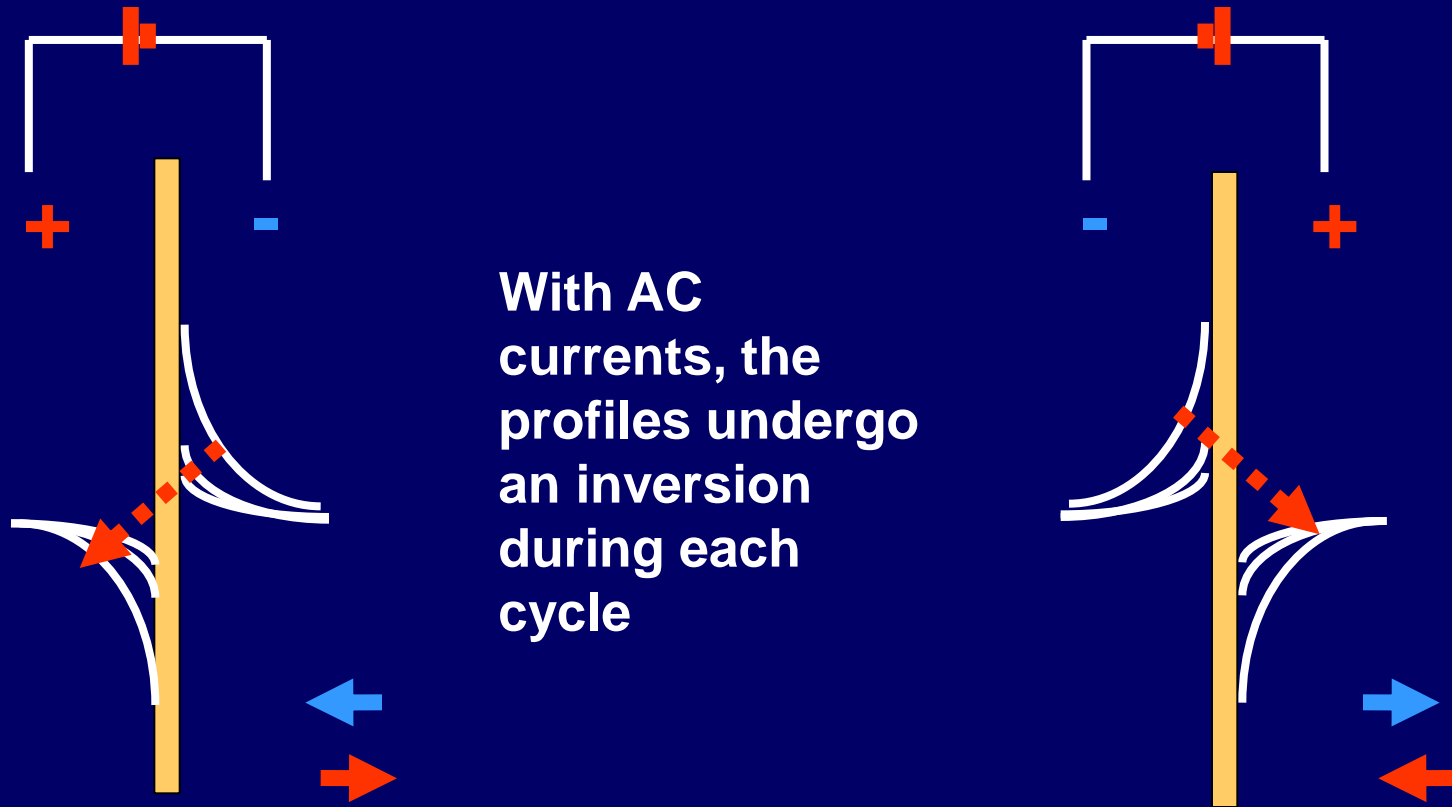 +
-
-
+
With AC
currents, the
profiles undergo
an inversion
during each
cycle